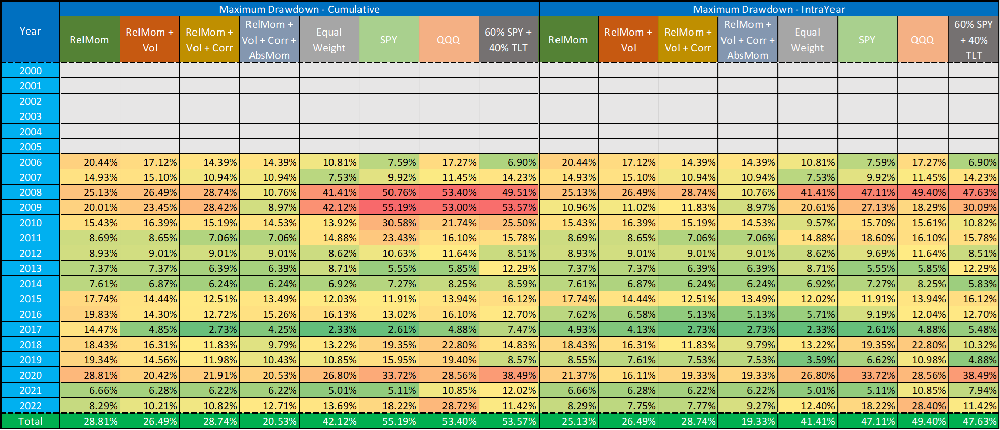 Maximum Drawdown - Cumulative Maximum Drawdown - IntraYear
Year RelMom RelMom + Vol RelMom + Vol + Corr RelMom + Vol + Corr + AbsMom Equal Weight SPY QQQ 60% SPY + 40% TLT RelMom RelMom + Vol RelMom + Vol + Corr RelMom + Vol + Corr + AbsMom Equal Weight SPY QQQ 60% SPY + 40% TLT
2000
2001
2002
2003
2004
2005
2006 20.44% 17.12% 14.39% 14.39% 10.81% 7.59% 17.27% 6.90% 20.44% 17.12% 14.39% 14.39% 10.81% 7.59% 17.27% 6.90%
2007 14.93% 15.10% 10.94% 10.94% 7.53% 9.92% 11.45% 14.23% 14.93% 15.10% 10.94% 10.94% 7.53% 9.92% 11.45% 14.23%
2008 25.13% 26.49% 28.74% 10.76% 41.41% 50.76% 53.40% 49.51% 25.13% 26.49% 28.74% 10.76% 41.41% 47.11% 49.40% 47.63%
2009 20.01% 23.45% 28.42% 8.97% 42.12% 55.19% 53.00% 53.57% 10.96% 11.02% 11.83% 8.97% 20.61% 27.13% 18.29% 30.09%
2010 15.43% 16.39% 15.19% 14.53% 13.92% 30.58% 21.74% 25.50% 15.43% 16.39% 15.19% 14.53% 9.57% 15.70% 15.61% 10.82%
2011 8.69% 8.65% 7.06% 7.06% 14.88% 23.43% 16.10% 15.78% 8.69% 8.65% 7.06% 7.06% 14.88% 18.60% 16.10% 15.78%
2012 8.93% 9.01% 9.01% 9.01% 8.62% 10.63% 11.64% 8.51% 8.93% 9.01% 9.01% 9.01% 8.62% 9.69% 11.64% 8.51%
2013 7.37% 7.37% 6.39% 6.39% 8.71% 5.55% 5.85% 12.29% 7.37% 7.37% 6.39% 6.39% 8.71% 5.55% 5.85% 12.29%
2014 7.61% 6.87% 6.24% 6.24% 6.92% 7.27% 8.25% 8.59% 7.61% 6.87% 6.24% 6.24% 6.92% 7.27% 8.25% 5.83%
2015 17.74% 14.44% 12.51% 13.49% 12.03% 11.91% 13.94% 16.12% 17.74% 14.44% 12.51% 13.49% 12.02% 11.91% 13.94% 16.12%
2016 19.83% 14.30% 12.72% 15.26% 16.13% 13.02% 16.10% 12.70% 7.62% 6.58% 5.13% 5.13% 5.71% 9.19% 12.04% 12.70%
2017 14.47% 4.85% 2.73% 4.25% 2.33% 2.61% 4.88% 7.47% 4.93% 4.13% 2.73% 2.73% 2.33% 2.61% 4.88% 5.48%
2018 18.43% 16.31% 11.83% 9.79% 13.22% 19.35% 22.80% 14.83% 18.43% 16.31% 11.83% 9.79% 13.22% 19.35% 22.80% 10.32%
2019 19.34% 14.56% 11.98% 10.43% 10.85% 15.95% 19.40% 8.57% 8.55% 7.61% 7.53% 7.53% 3.59% 6.62% 10.98% 4.88%
2020 28.81% 20.42% 21.91% 20.53% 26.80% 33.72% 28.56% 38.49% 21.37% 16.11% 19.33% 19.33% 26.80% 33.72% 28.56% 38.49%
2021 6.66% 6.28% 6.22% 6.22% 5.01% 5.11% 10.85% 12.02% 6.66% 6.28% 6.22% 6.22% 5.01% 5.11% 10.85% 7.94%
2022 8.29% 10.21% 10.82% 12.71% 13.69% 18.22% 28.72% 11.42% 8.29% 7.75% 7.77% 9.27% 12.40% 18.22% 28.40% 11.42%
Total 28.81% 26.49% 28.74% 20.53% 42.12% 55.19% 53.40% 53.57% 25.13% 26.49% 28.74% 19.33% 41.41% 47.11% 49.40% 47.63%